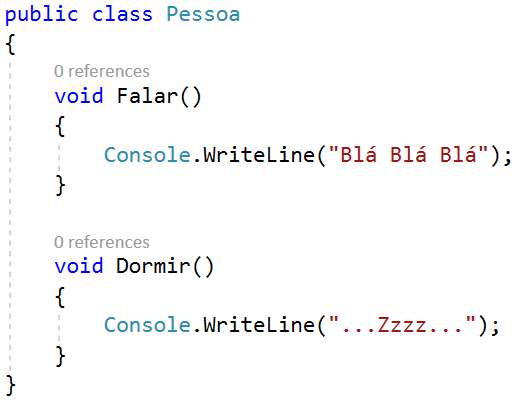 public class Pessoa
{
0 references
void Falar()
{
Console.WriteLine("Blá Blá Blá");
}
0 references
void Dormir()
{
Console.WriteLine("...Zzzz...");
}
}